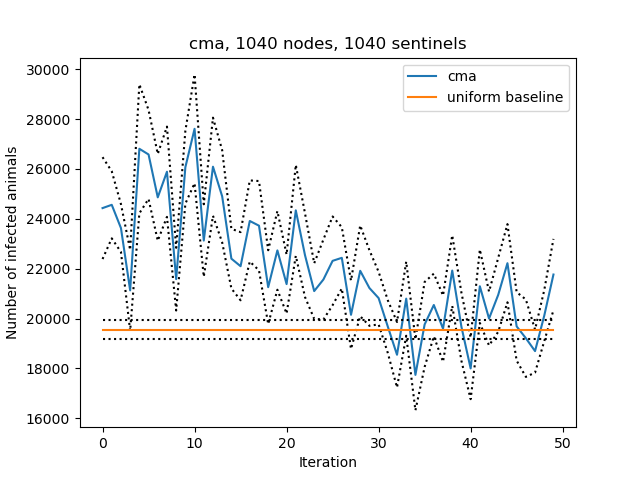 cma, 1040 nodes, 1040 sentinels
cma
uniform baseline
Number of infected animals
30000
28000
26000
24000
22000
20000
18000
16000
0 10 20 30 40 50
Iteration